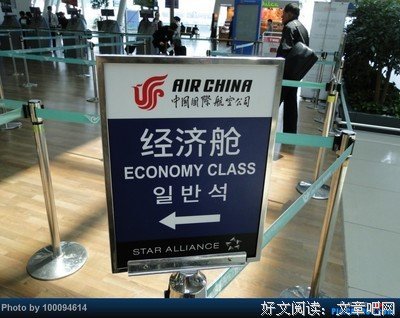 AIR CHINA
中国国際航空公司
经济舱
ECONOMY CLASS
일반석
STAR ALLIANCE
Photo by 100094614
好文阅读：文章吧网